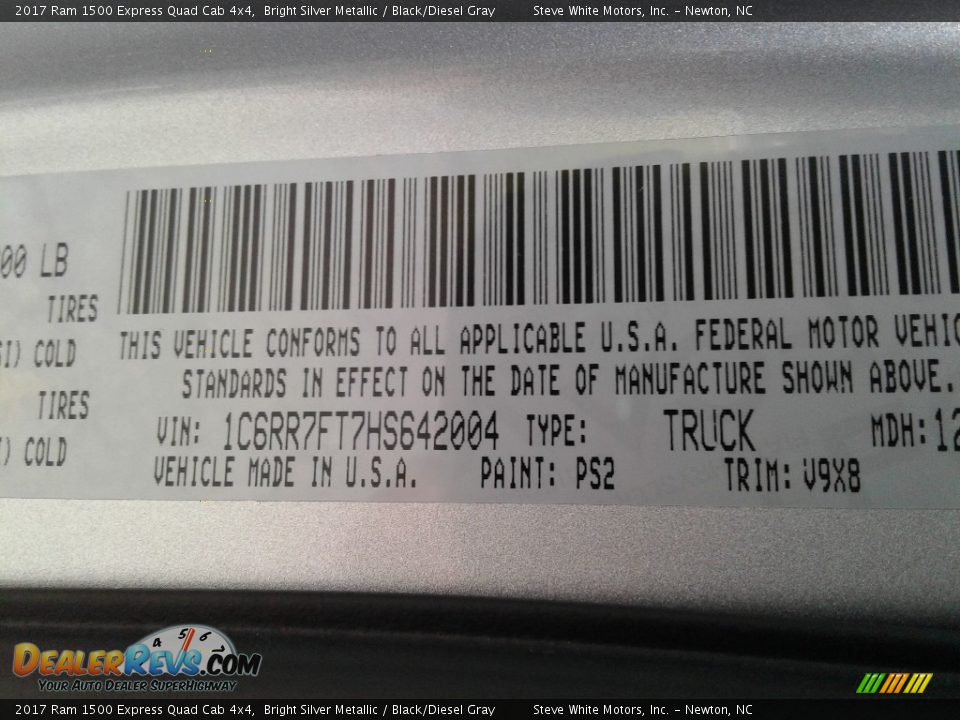 2017 Ram 1500 Express Quad Cab 4x4, Bright Silver Metallic / Black/Diesel Gray Steve White Motors, Inc. - Newton, NC
00 LB
TIRES
COLD
TIRES
COLD
THIS VEHICLE CONFORMS TO ALL APPLICABLE U.S.A. FEDERAL MOTOR VEHIC
STANDARDS IN EFFECT ON THE DATE OF MANUFACTURE SHOWN ABOVE.
VIN: 1C6RR7FT7HS642004 TYPE: TRUCK MDH: 12
VEHICLE MADE IN U.S.A. PAINT: PS2 TRIM: V9X8
4 5 6
DealerRevs.com
Your Auto Dealer SuperHighway
2017 Ram 1500 Express Quad Cab 4x4, Bright Silver Metallic / Black/Diesel Gray Steve White Motors, Inc. - Newton, NC